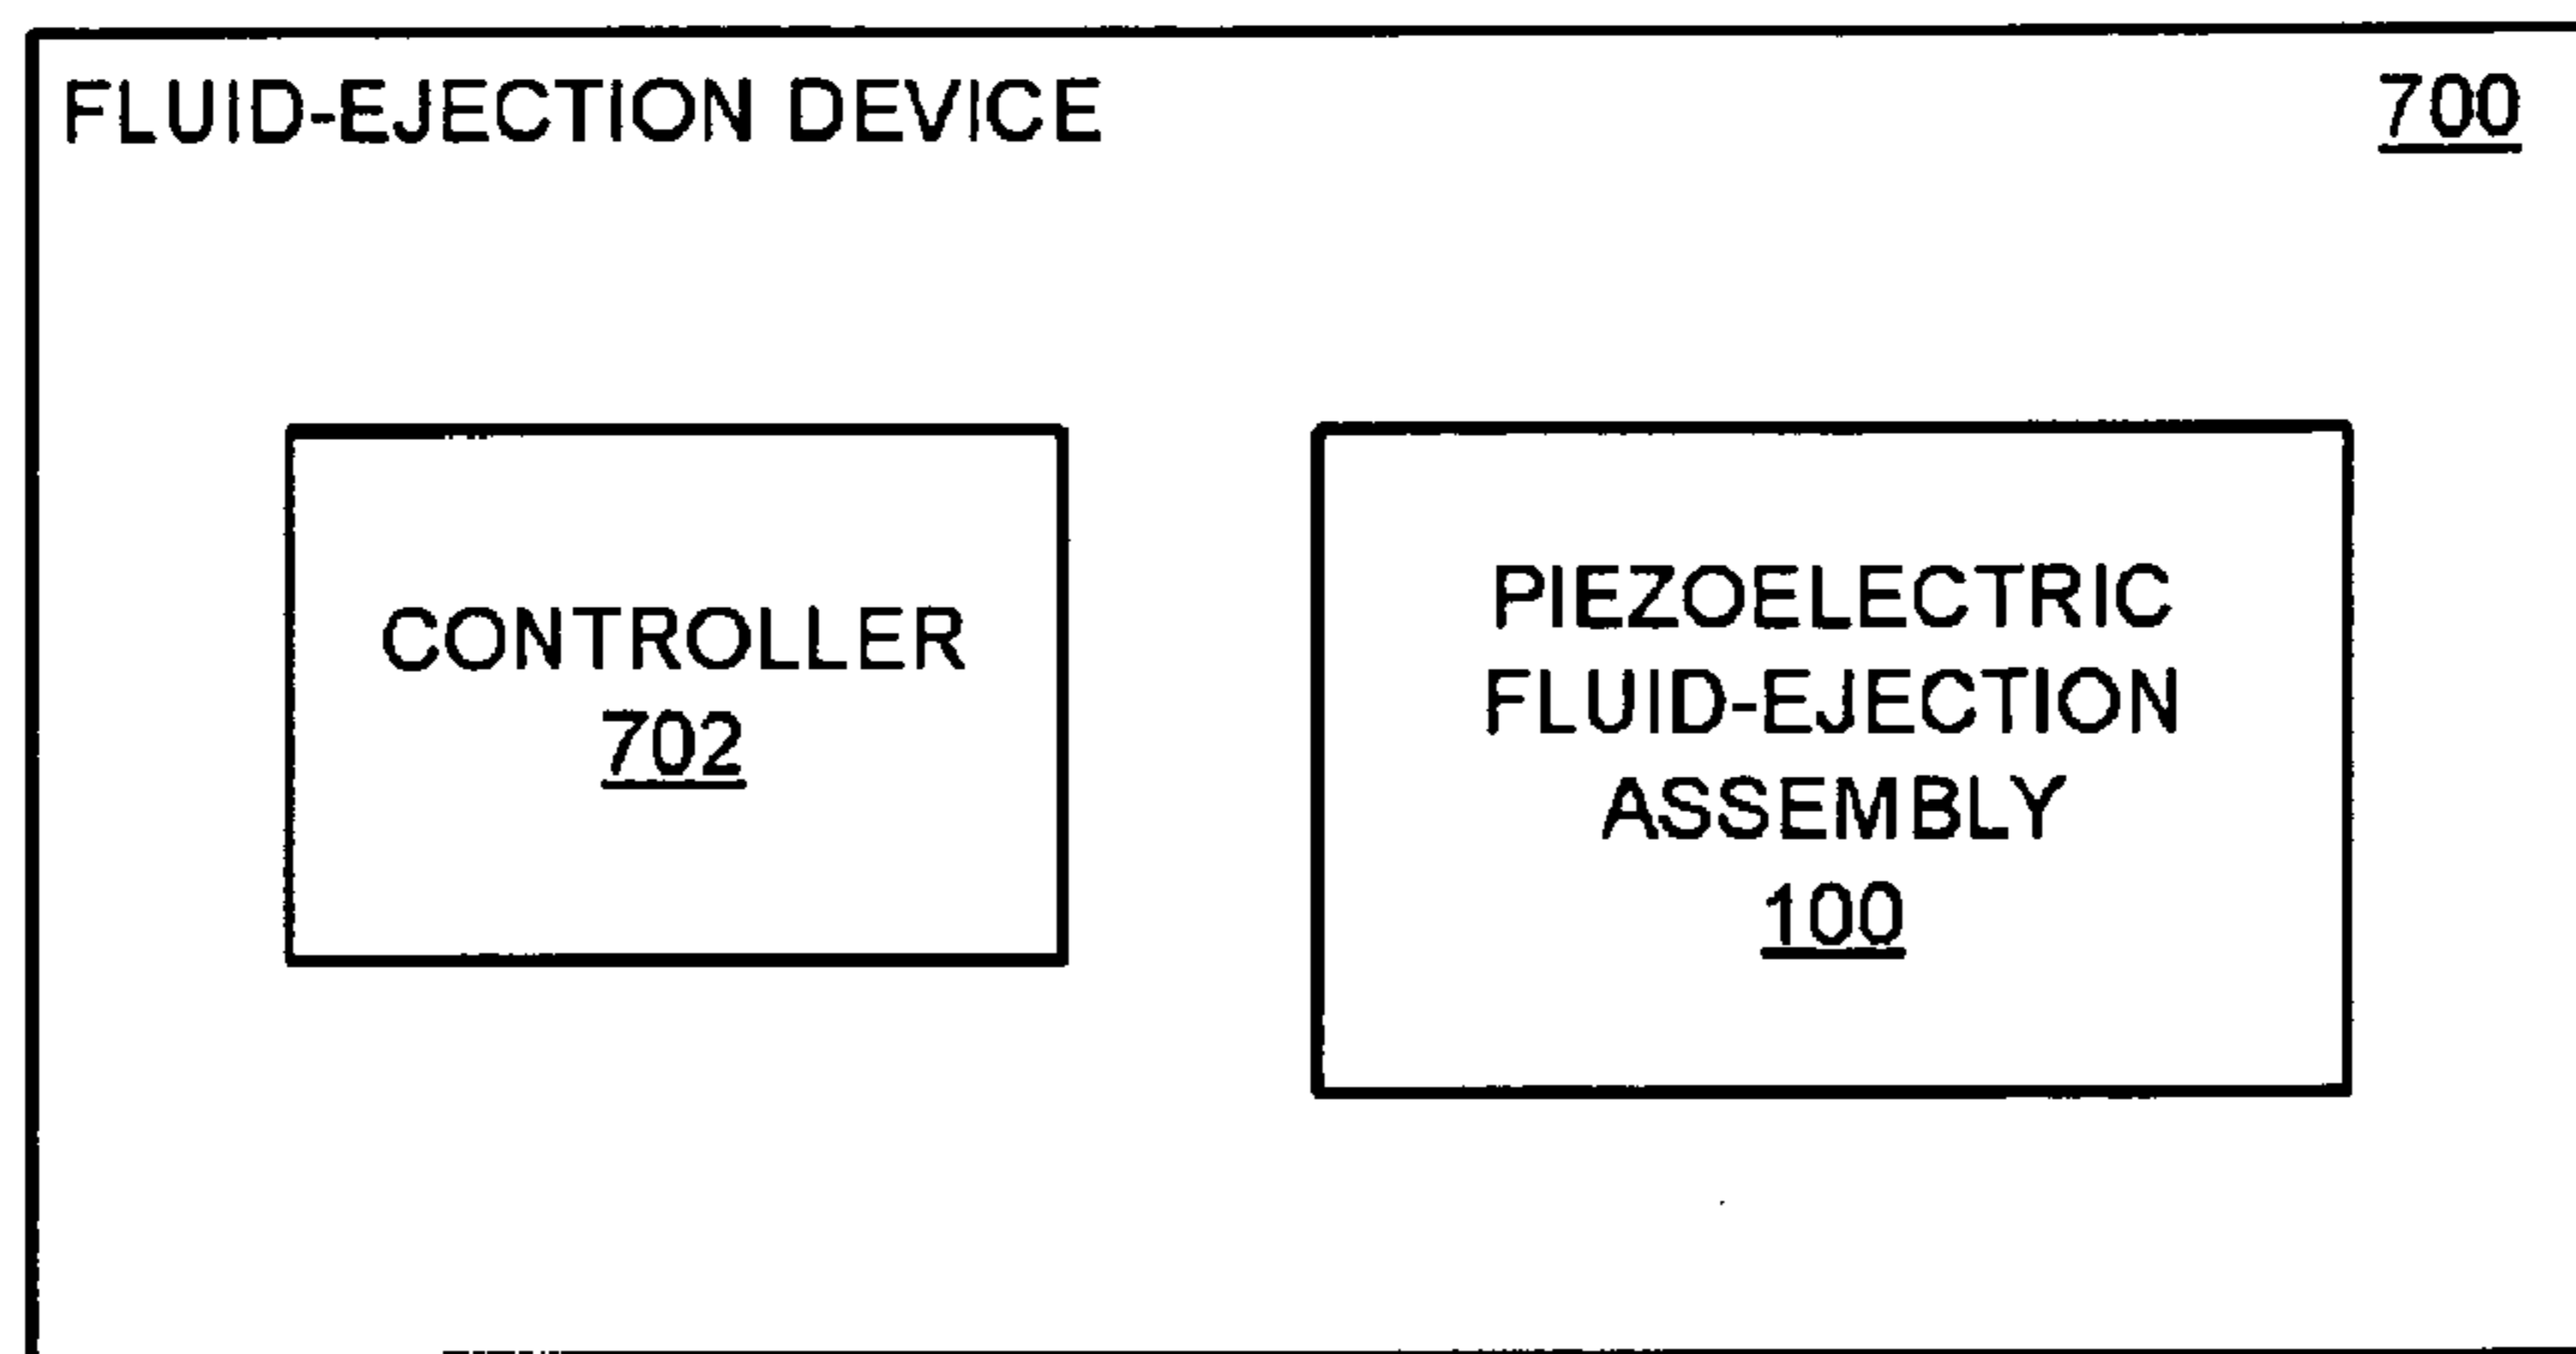 FLUID-EJECTION DEVICE 700
CONTROLLER
702
PIEZOELECTRIC
FLUID-EJECTION
ASSEMBLY
100